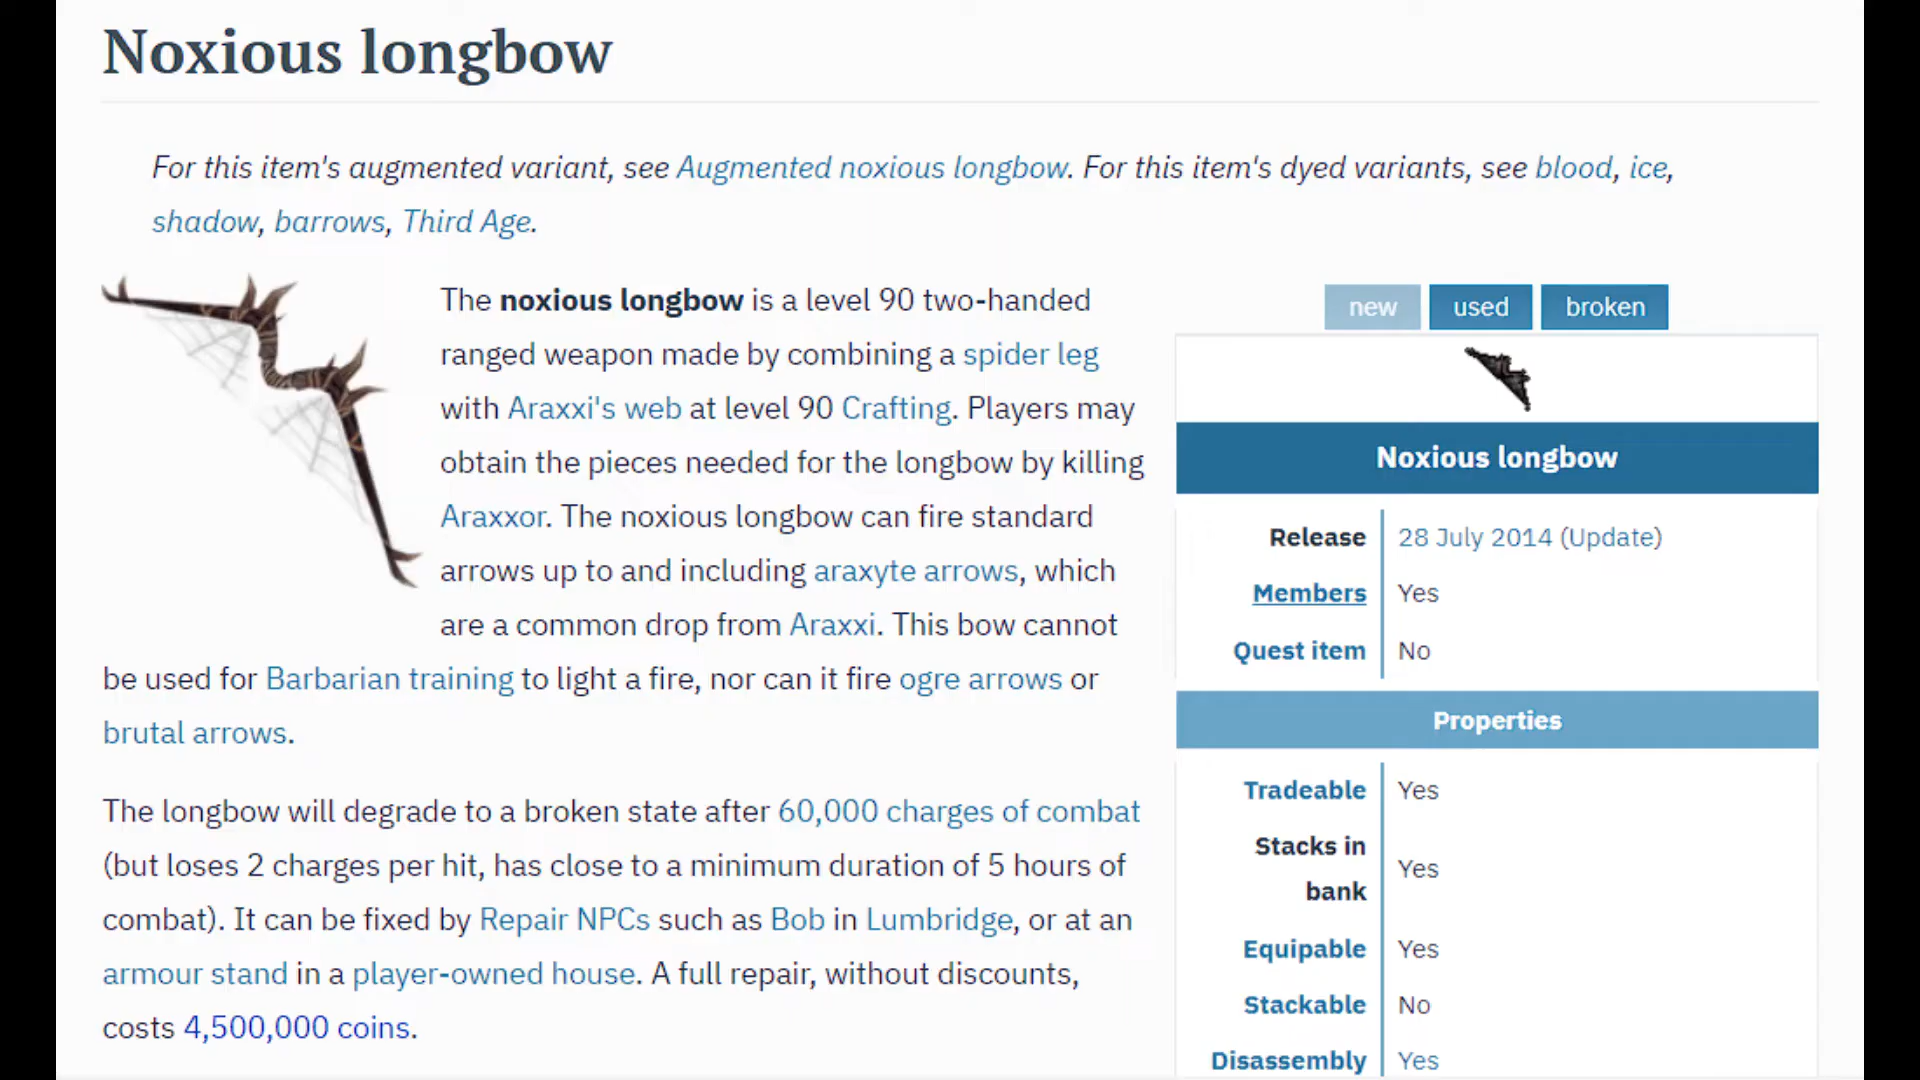 Noxious longbow
For this item's augmented variant, see Augmented noxious longbow. For this item's dyed variants, see blood, ice,
shadow, barrows, Third Age.
The noxious longbow is a level 90 two-handed
ranged weapon made by combining a spider leg
with Araxxi's web at level 90 Crafting. Players may
obtain the pieces needed for the longbow by killing
Araxxor. The noxious longbow can fire standard
arrows up to and including araxyte arrows, which
are a common drop from Araxxi. This bow cannot
be used for Barbarian training to light a fire, nor can it fire ogre arrows or
brutal arrows.
The longbow will degrade to a broken state after 60,000 charges of combat
(but loses 2 charges per hit, has close to a minimum duration of 5 hours of
combat). It can be fixed by Repair NPCs such as Bob in Lumbridge, or at an
armour stand in a player-owned house. A full repair, without discounts,
costs 4,500,000 coins.
new used broken
Noxious longbow
Release 28 July 2014 (Update)
Members Yes
Quest item No
Properties
Tradeable Yes
Stacks in
bank Yes
Equipable Yes
Stackable No
Disassembly Yes